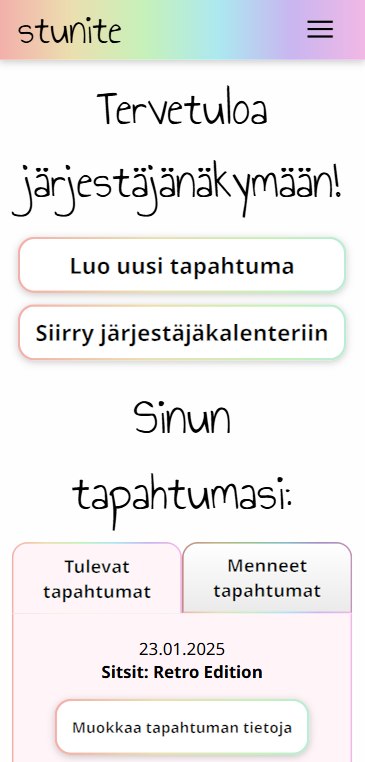 stunite
Tervetuloa
järjestäjänäkymään!
Luo uusi tapahtuma
Siirry järjestäjäkalenteriin
Sinun
tapahtumasi:
Tulevat
tapahtumat
Menneet
tapahtumat
23.01.2025
Sitsit: Retro Edition
Muokkaa tapahtuman tietoja